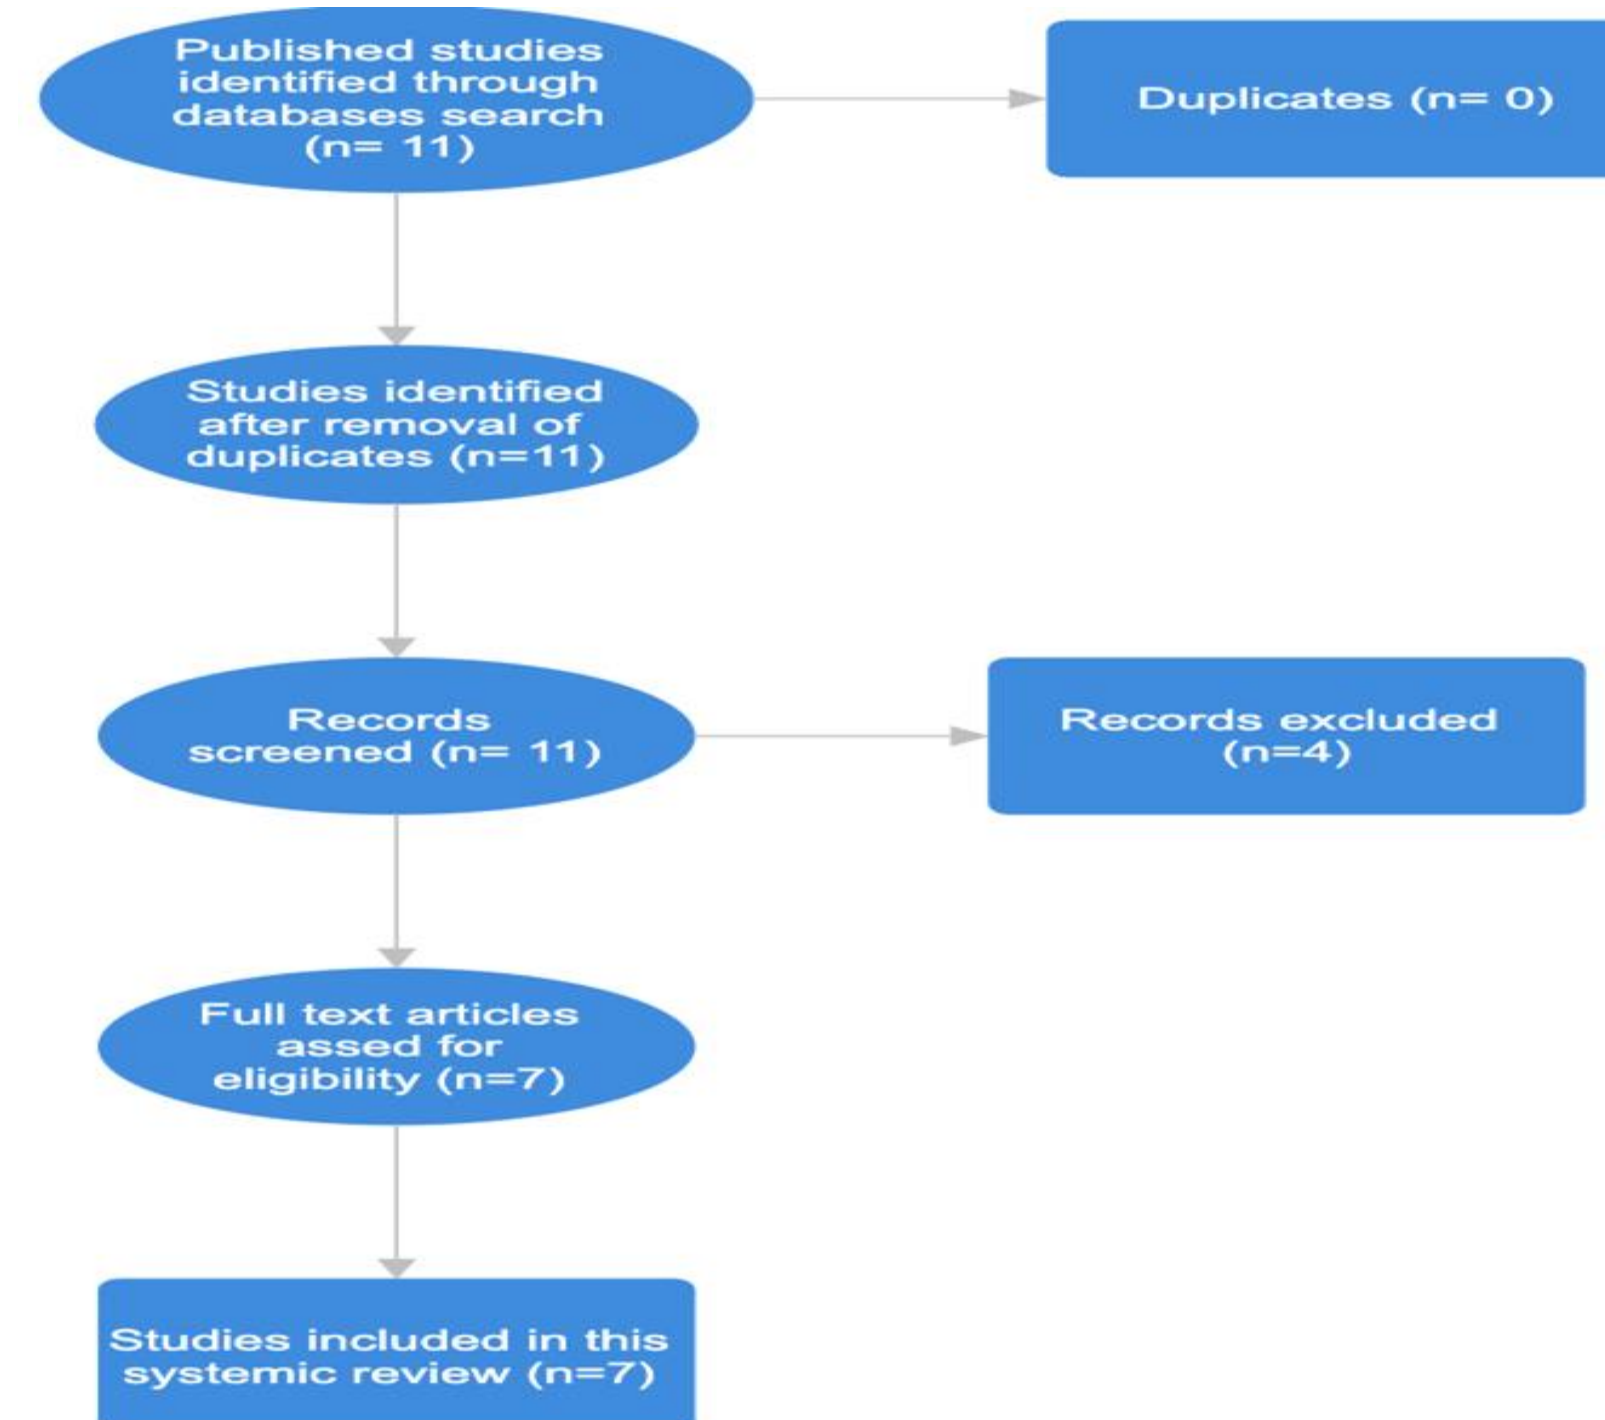 Published studies
identified through
databases search
(n= 11)
Duplicates (n= 0)
Studies identified
after removal of
duplicates (n=11)
Records
screened (n= 11)
Records excluded
(n=4)
Full text articles
assed for
eligibility (n=7)
Studies included in this
systemic review (n=7)